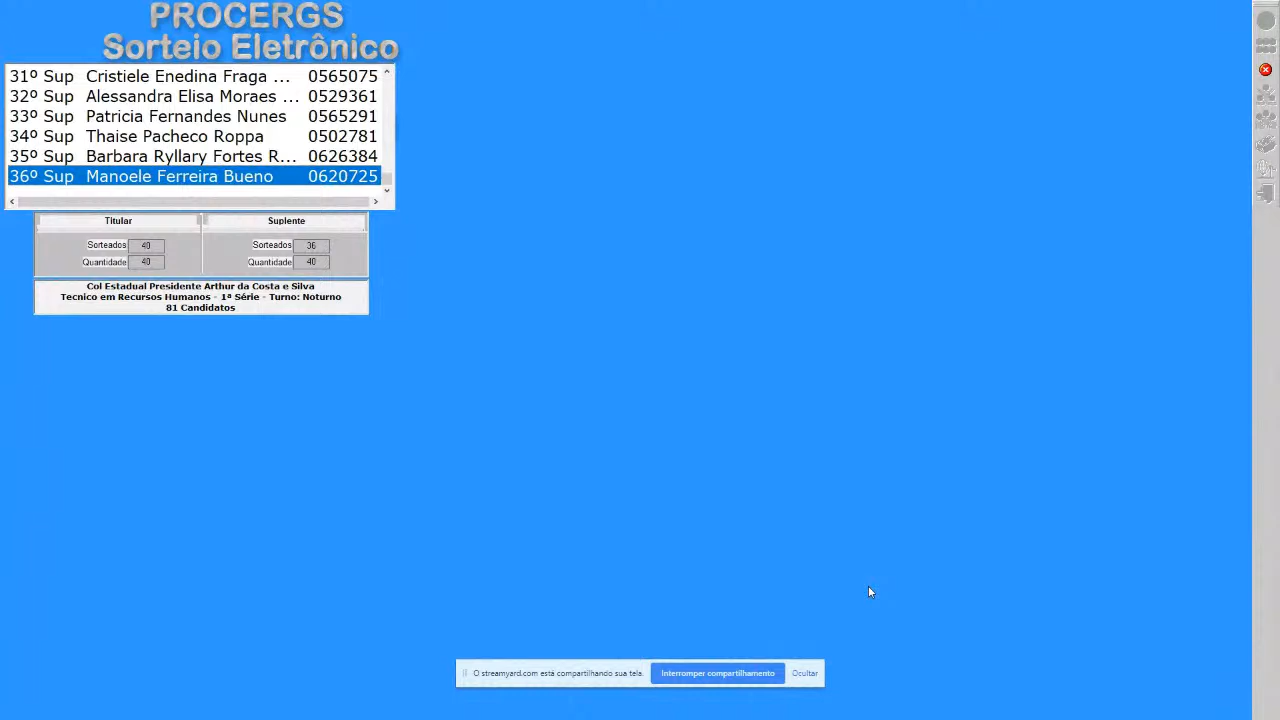 PROCERGS
Sorteio Eletrônico
31º Sup Cristiele Enedina Fraga ... 0565075
32º Sup Alessandra Elisa Moraes ... 0529361
33º Sup Patricia Fernandes Nunes 0565291
34º Sup Thaise Pacheco Roppa 0502781
35º Sup Barbara Ryllary Fortes R... 0626384
36º Sup Manoele Ferreira Bueno 0620725
Titular Suplente
Sorteados 40 Sorteados 36
Quantidade 40 Quantidade 40
Col Estadual Presidente Arthur da Costa e Silva
Tecnico em Recursos Humanos - 1ª Série - Turno: Noturno
81 Candidatos
O streamyard.com está compartilhando sua tela. Interromper compartilhamento Ocultar